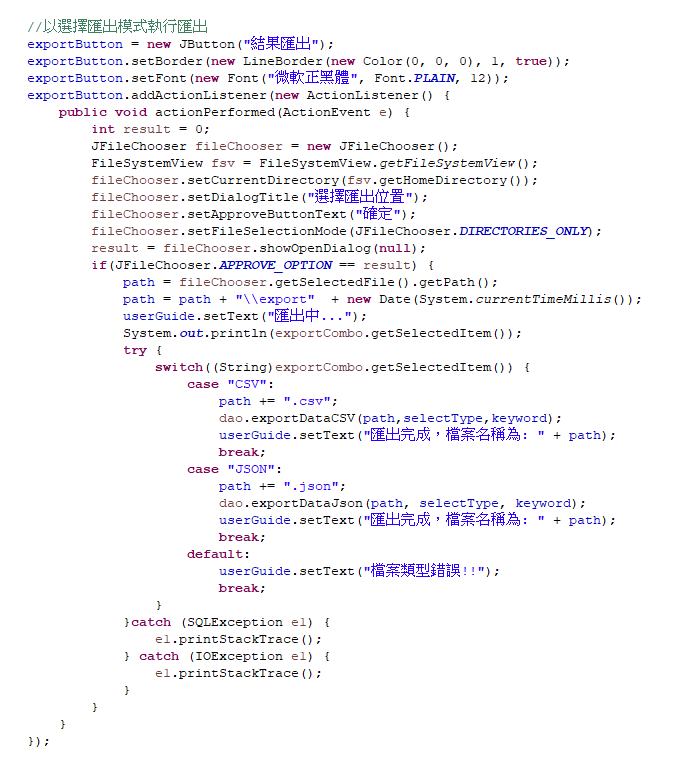 //以選擇匯出模式執行匯出
exportButton = new JButton("結果匯出");
exportButton.setBorder(new LineBorder(new Color(0, 0, 0), 1, true));
exportButton.setFont(new Font("微軟正黑體", Font.PLAIN, 12));
exportButton.addActionListener(new ActionListener() {
    public void actionPerformed(ActionEvent e) {
        int result = 0;
        JFileChooser fileChooser = new JFileChooser();
        FileSystemView fsv = FileSystemView.getFileSystemView();
        fileChooser.setCurrentDirectory(fsv.getHomeDirectory());
        fileChooser.setDialogTitle("選擇匯出位置");
        fileChooser.setApproveButtonText("確定");
        fileChooser.setFileSelectionMode(JFileChooser.DIRECTORIES_ONLY);
        result = fileChooser.showOpenDialog(null);
        if(JFileChooser.APPROVE_OPTION == result) {
            path = fileChooser.getSelectedFile().getPath();
            path = path + "\\export"  + new Date(System.currentTimeMillis());
            userGuide.setText("匯出中...");
            System.out.println(exportCombo.getSelectedItem());
            try {
                switch((String)exportCombo.getSelectedItem()) {
                    case "CSV":
                        path += ".csv";
                        dao.exportDataCSV(path,selectType,keyword);
                        userGuide.setText("匯出完成，檔案名稱為: " + path);
                        break;
                    case "JSON":
                        path += ".json";
                        dao.exportDataJson(path, selectType, keyword);
                        userGuide.setText("匯出完成，檔案名稱為: " + path);
                        break;
                    default:
                        userGuide.setText("檔案類型錯誤!!");
                        break;
                }
            }catch (SQLException e1) {
                e1.printStackTrace();
            } catch (IOException e1) {
                e1.printStackTrace();
            }
        }
    }
});